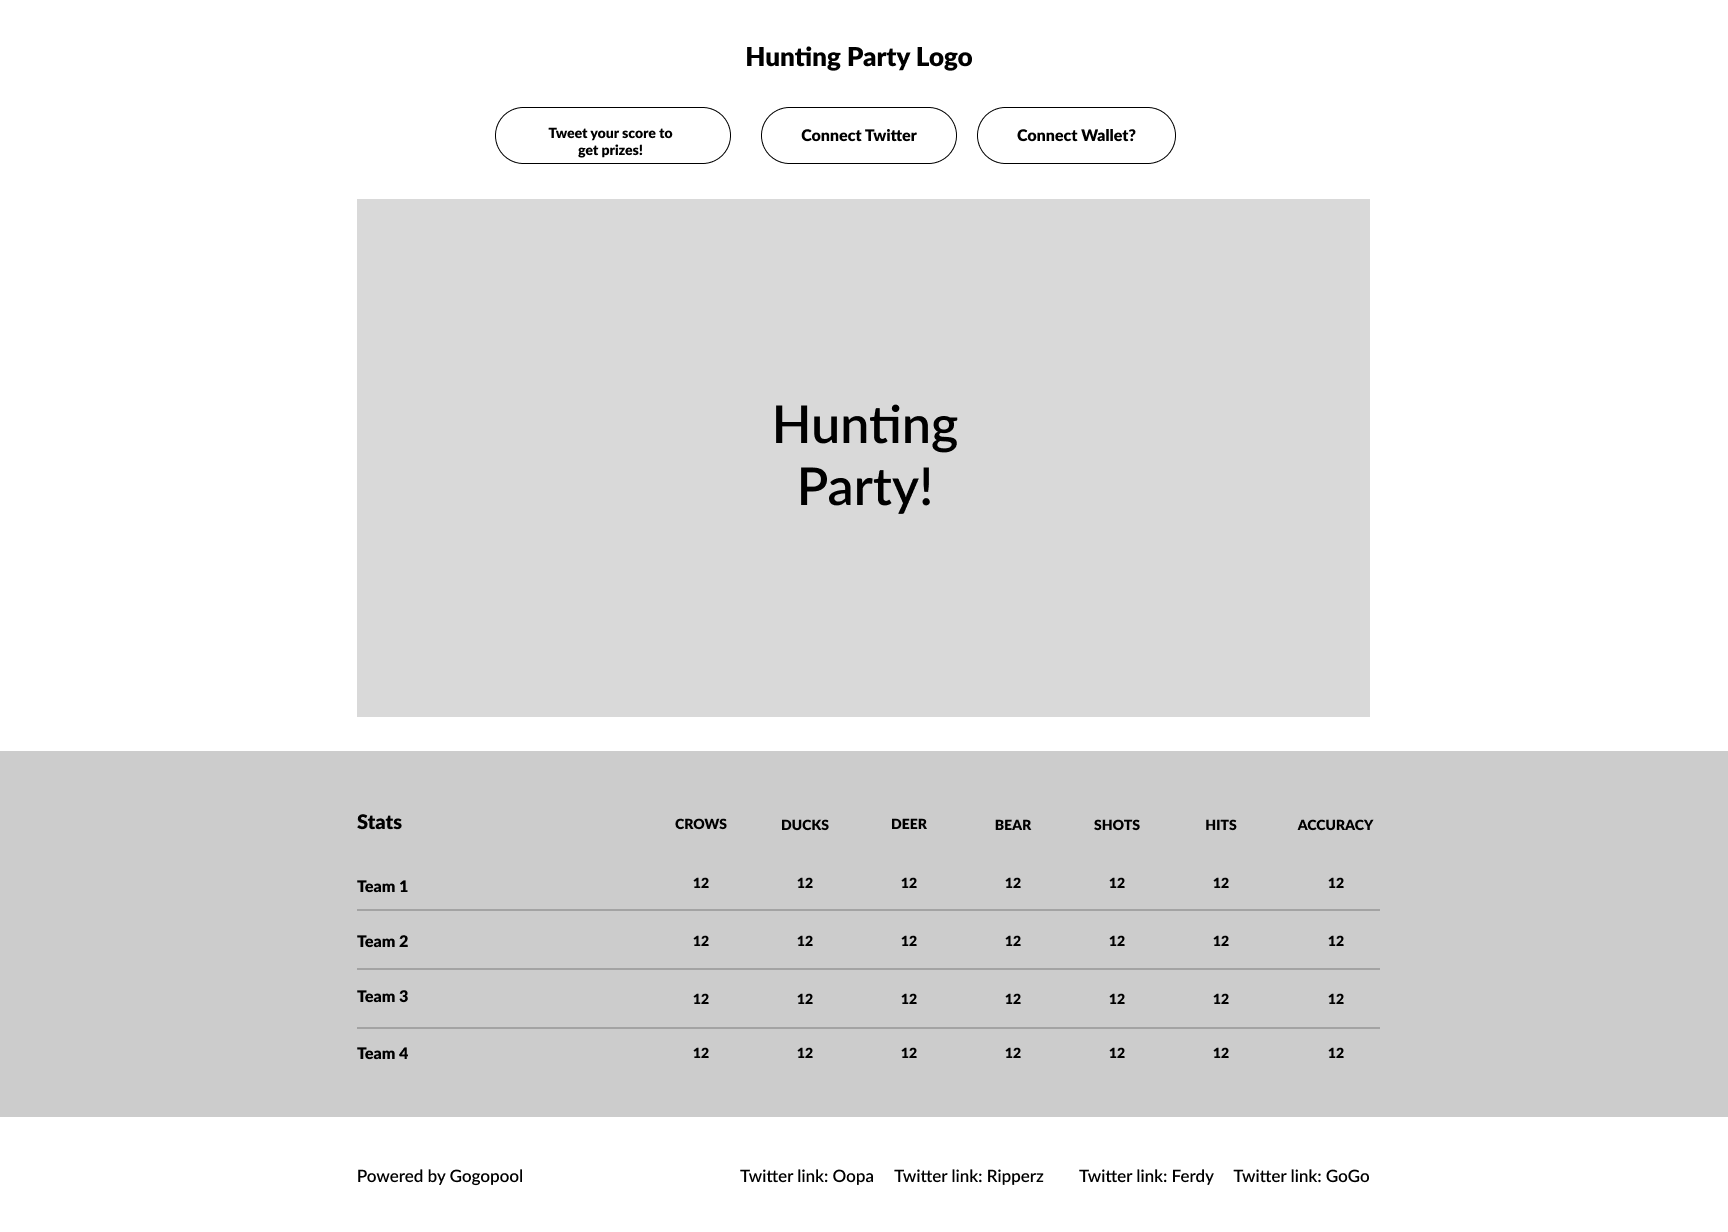 Hunting Party Logo
Tweet your score to
get prizes!
Connect Twitter
Connect Wallet?
Hunting
Party!
Stats CROWS DUCKS DEER BEAR SHOTS HITS ACCURACY
Team 1 12 12 12 12 12 12 12
Team 2 12 12 12 12 12 12 12
Team 3 12 12 12 12 12 12 12
Team 4 12 12 12 12 12 12 12
Powered by Gogopool Twitter link: Oopa Twitter link: Ripperz Twitter link: Ferdy Twitter link: GoGo